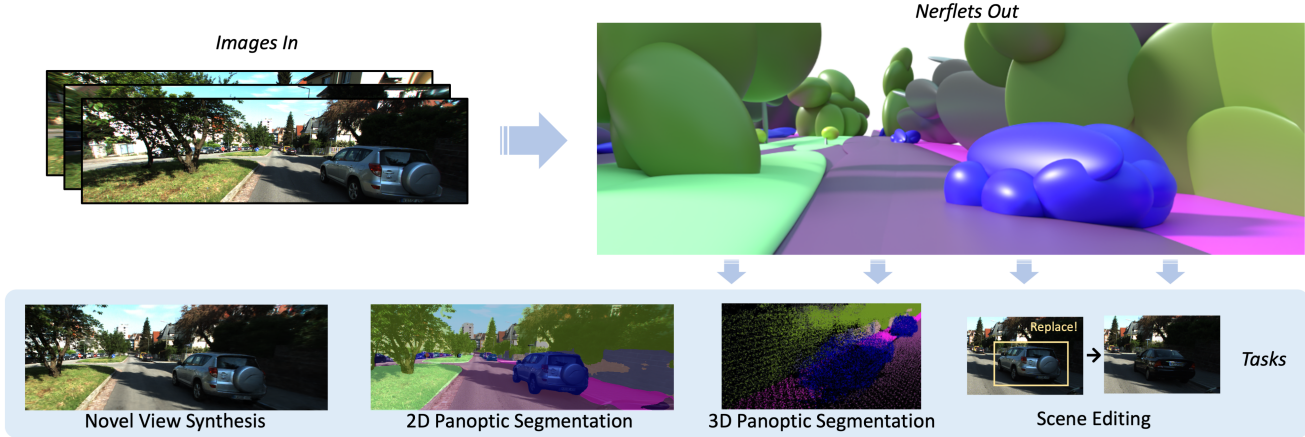 Images In
Nerflets Out
Replace!
Tasks
Novel View Synthesis
2D Panoptic Segmentation
3D Panoptic Segmentation
Scene Editing